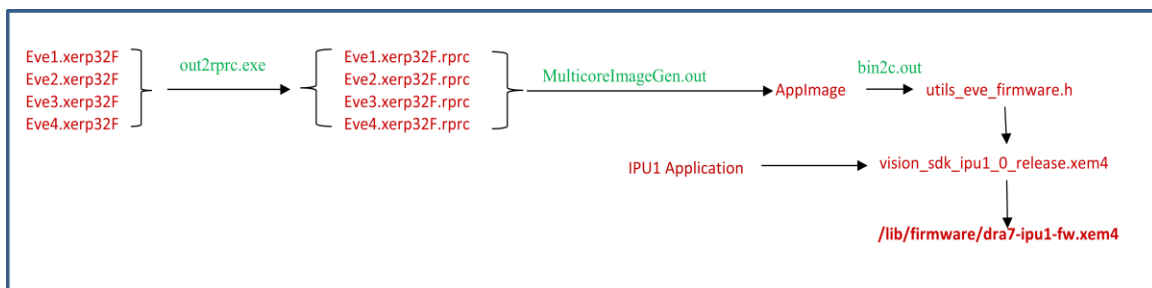 Eve1.xerp32F
Eve2.xerp32F
Eve3.xerp32F
Eve4.xerp32F
out2rprc.exe
Eve1.xerp32F.rprc
Eve2.xerp32F.rprc
Eve3.xerp32F.rprc
Eve4.xerp32F.rprc
MulticoreImageGen.out
AppImage
bin2c.out
utils_eve_firmware.h
IPU1 Application
vision_sdk_ipu1_0_release.xem4
/lib/firmware/dra7-ipu1-fw.xem4